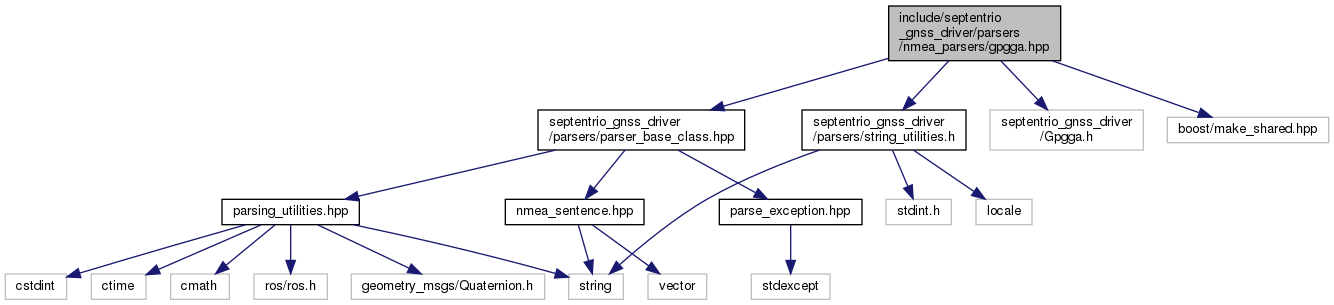 include/septentrio
_gnss_driver/parsers
/nmea_parsers/gpgga.hpp
septentrio_gnss_driver
/parsers/parser_base_class.hpp
septentrio_gnss_driver
/parsers/string_utilities.h
septentrio_gnss_driver
/Gpgga.h
boost/make_shared.hpp
parsing_utilities.hpp
nmea_sentence.hpp
parse_exception.hpp
stdint.h
locale
cstdint
ctime
cmath
ros/ros.h
geometry_msgs/Quaternion.h
string
vector
stdexcept